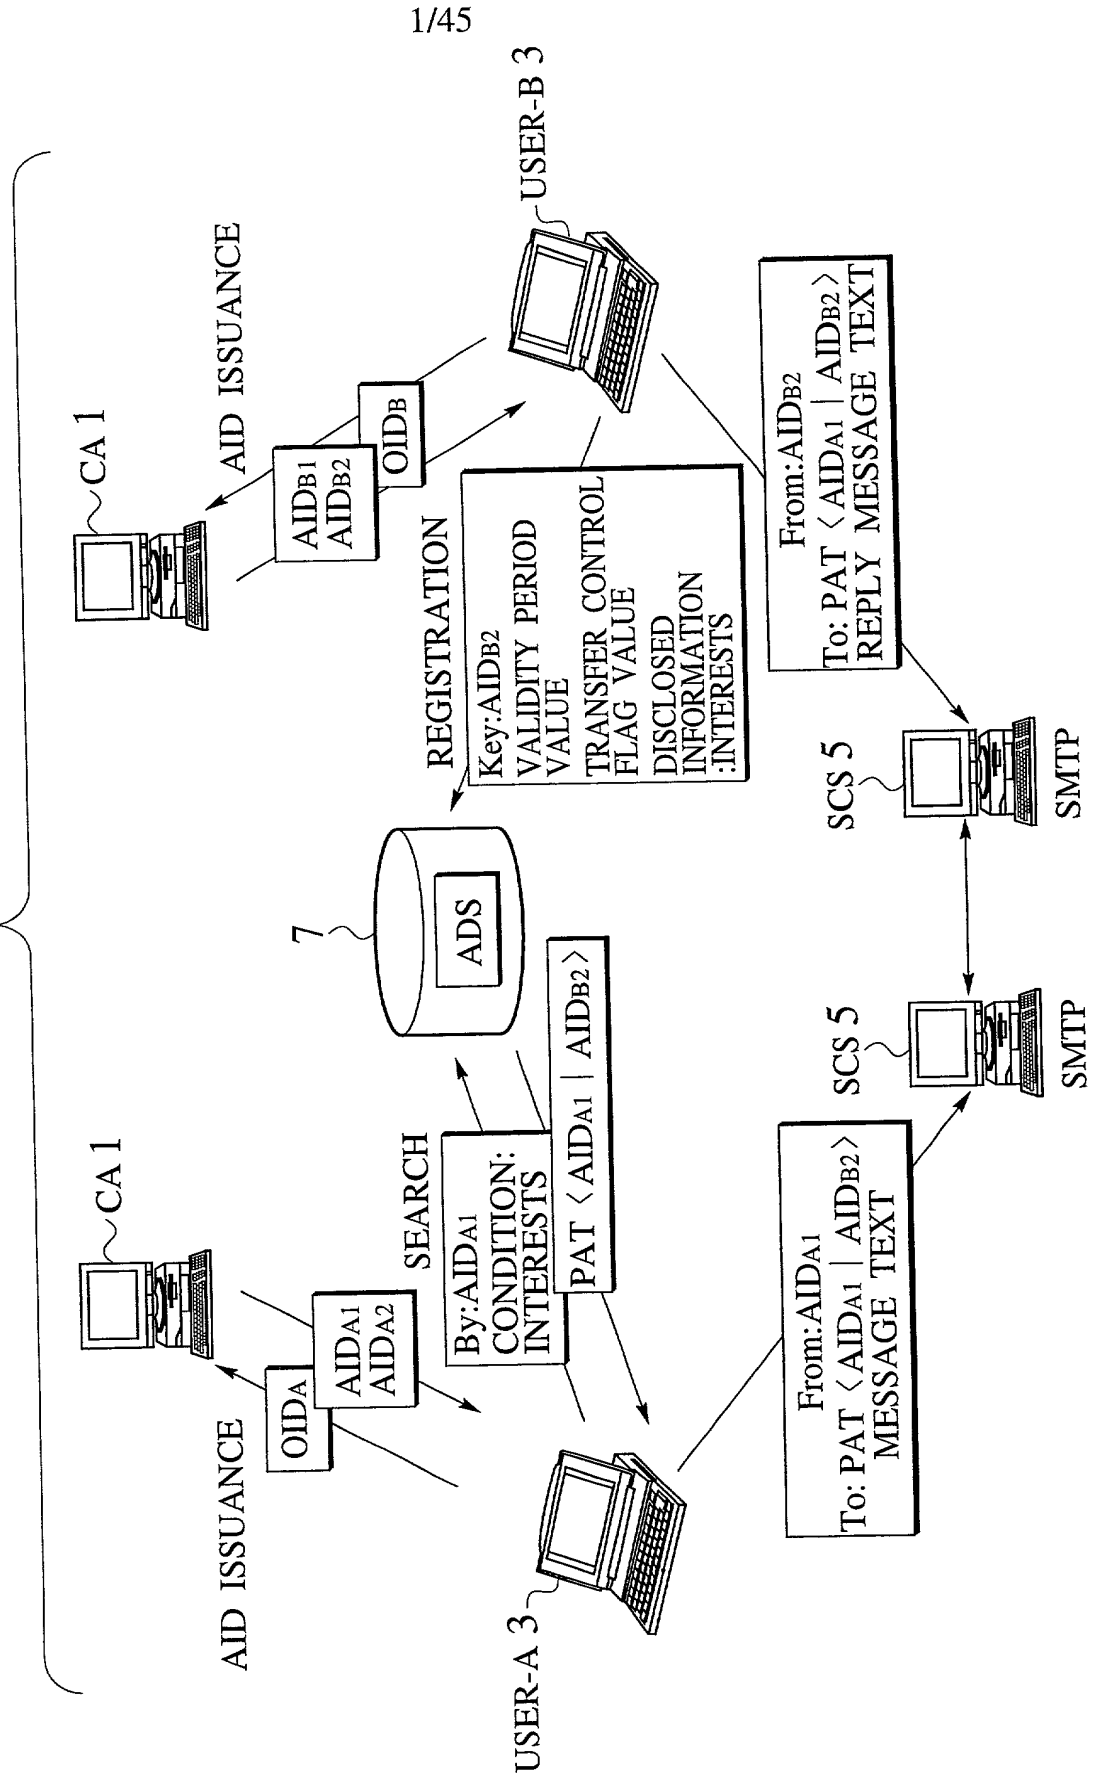 1/45
CA 1
CA 1
AID ISSUANCE
OIDA
AIDA1
AIDA2
AID ISSUANCE
AIDB1
AIDB2
OIDB
7
ADS
SEARCH
By:AIDA1
CONDITION:
INTERESTS
PAT <AIDA1 | AIDB2>
REGISTRATION
Key:AIDB2
VALIDITY PERIOD
VALUE
TRANSFER CONTROL
FLAG VALUE
DISCLOSED
INFORMATION
:INTERESTS
USER-A 3
USER-B 3
From:AIDA1
To: PAT <AIDA1 | AIDB2>
MESSAGE TEXT
SCS 5
SMTP
SCS 5
SMTP
From:AIDB2
To: PAT <AIDA1 | AIDB2>
REPLY MESSAGE TEXT